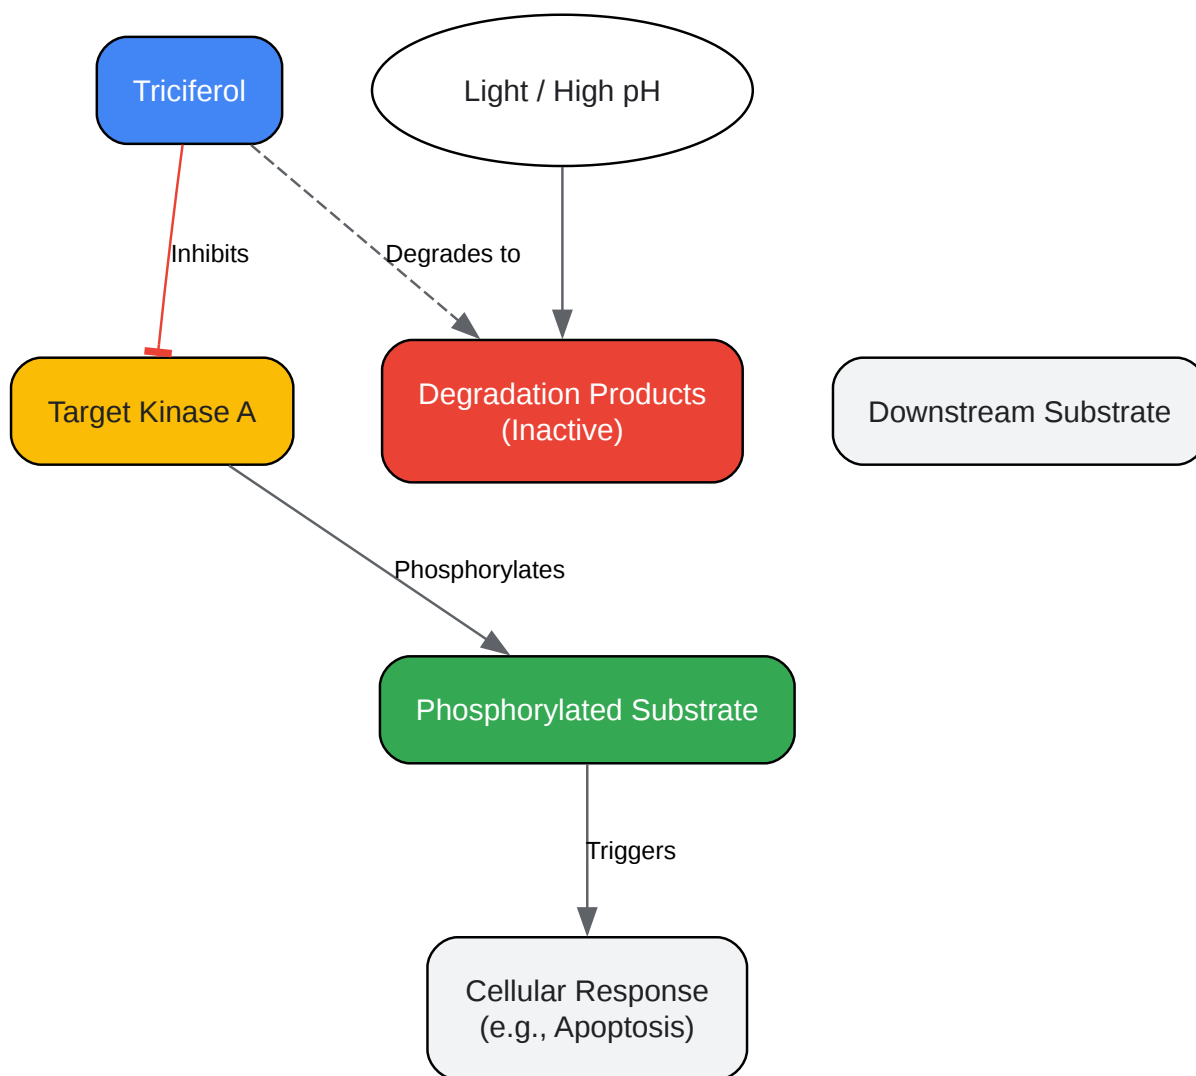 Triciferol
Light / High pH
Inhibits
Degrades to
Target Kinase A
Degradation Products
(Inactive)
Downstream Substrate
Phosphorylates
Phosphorylated Substrate
Triggers
Cellular Response
(e.g., Apoptosis)